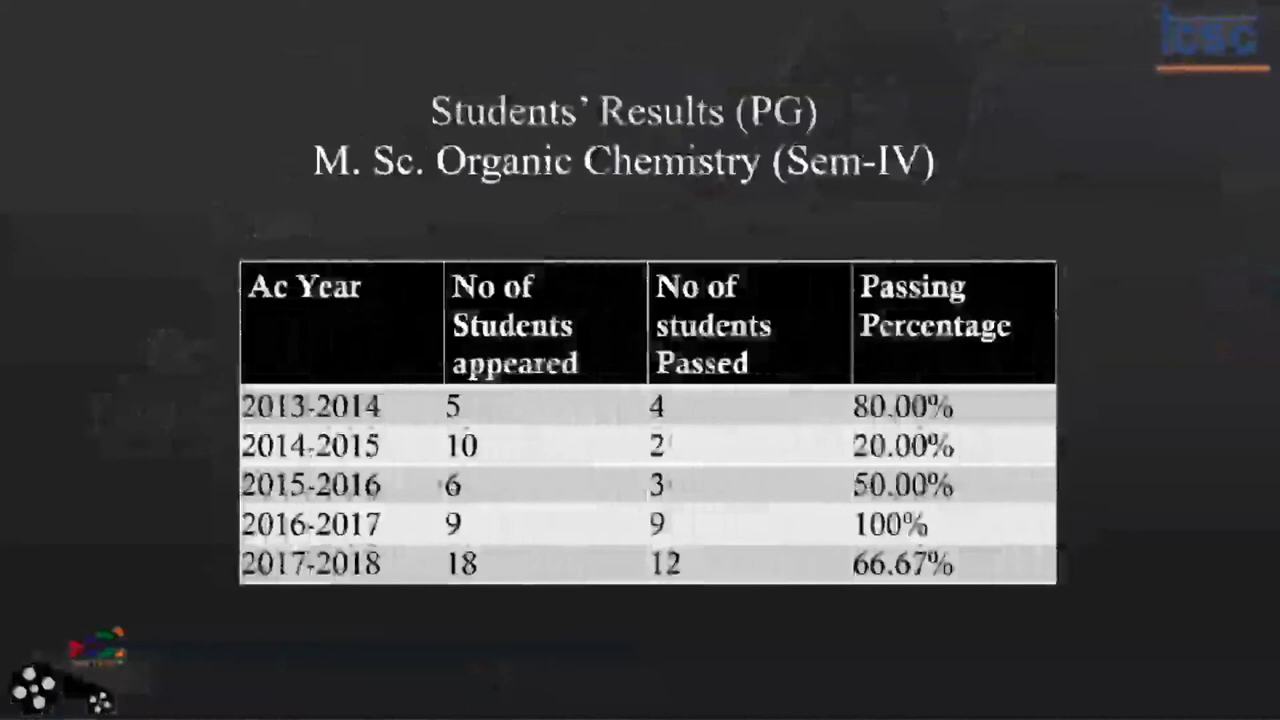 CSC
Students' Results (PG)
M. Sc. Organic Chemistry (Sem-IV)
Ac Year No of Students appeared No of students Passed Passing Percentage
2013-2014 5 4 80.00%
2014-2015 10 2 20.00%
2015-2016 6 3 50.00%
2016-2017 9 9 100%
2017-2018 18 12 66.67%